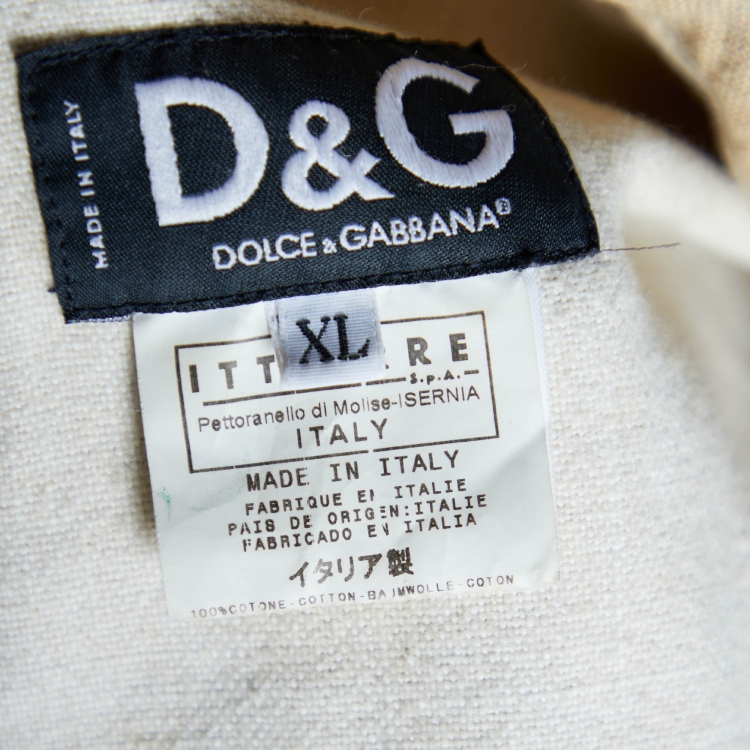 MADE IN ITALY
D&G
DOLCE & GABBANA®
XL
S.p.A.
Pettoranello di Molise-ISERNIA
ITALY
MADE IN ITALY
FABRIQUE EN ITALIE
PAIS DE ORIGEN:ITALIE
FABRICADO EN ITALIA
イタリア製
100%COTONE-COTTON-BAUMWOLLE-COTON